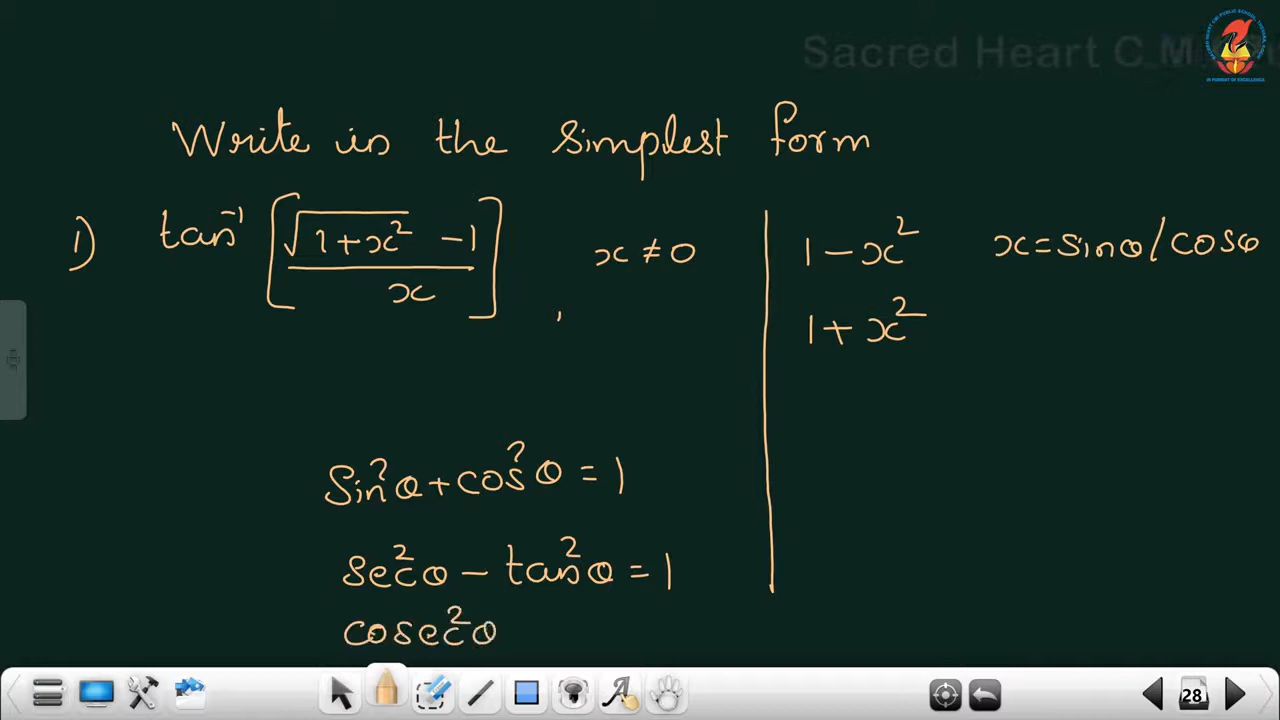 Sacred Heart C M
Write in the simplest form
1) tan⁻¹ [ (√(1+x²) − 1) / x ] , x ≠ 0
1 − x² x = sinθ/cosθ
1 + x²
sin²θ + cos²θ = 1
sec²θ − tan²θ = 1
cosec²θ
28